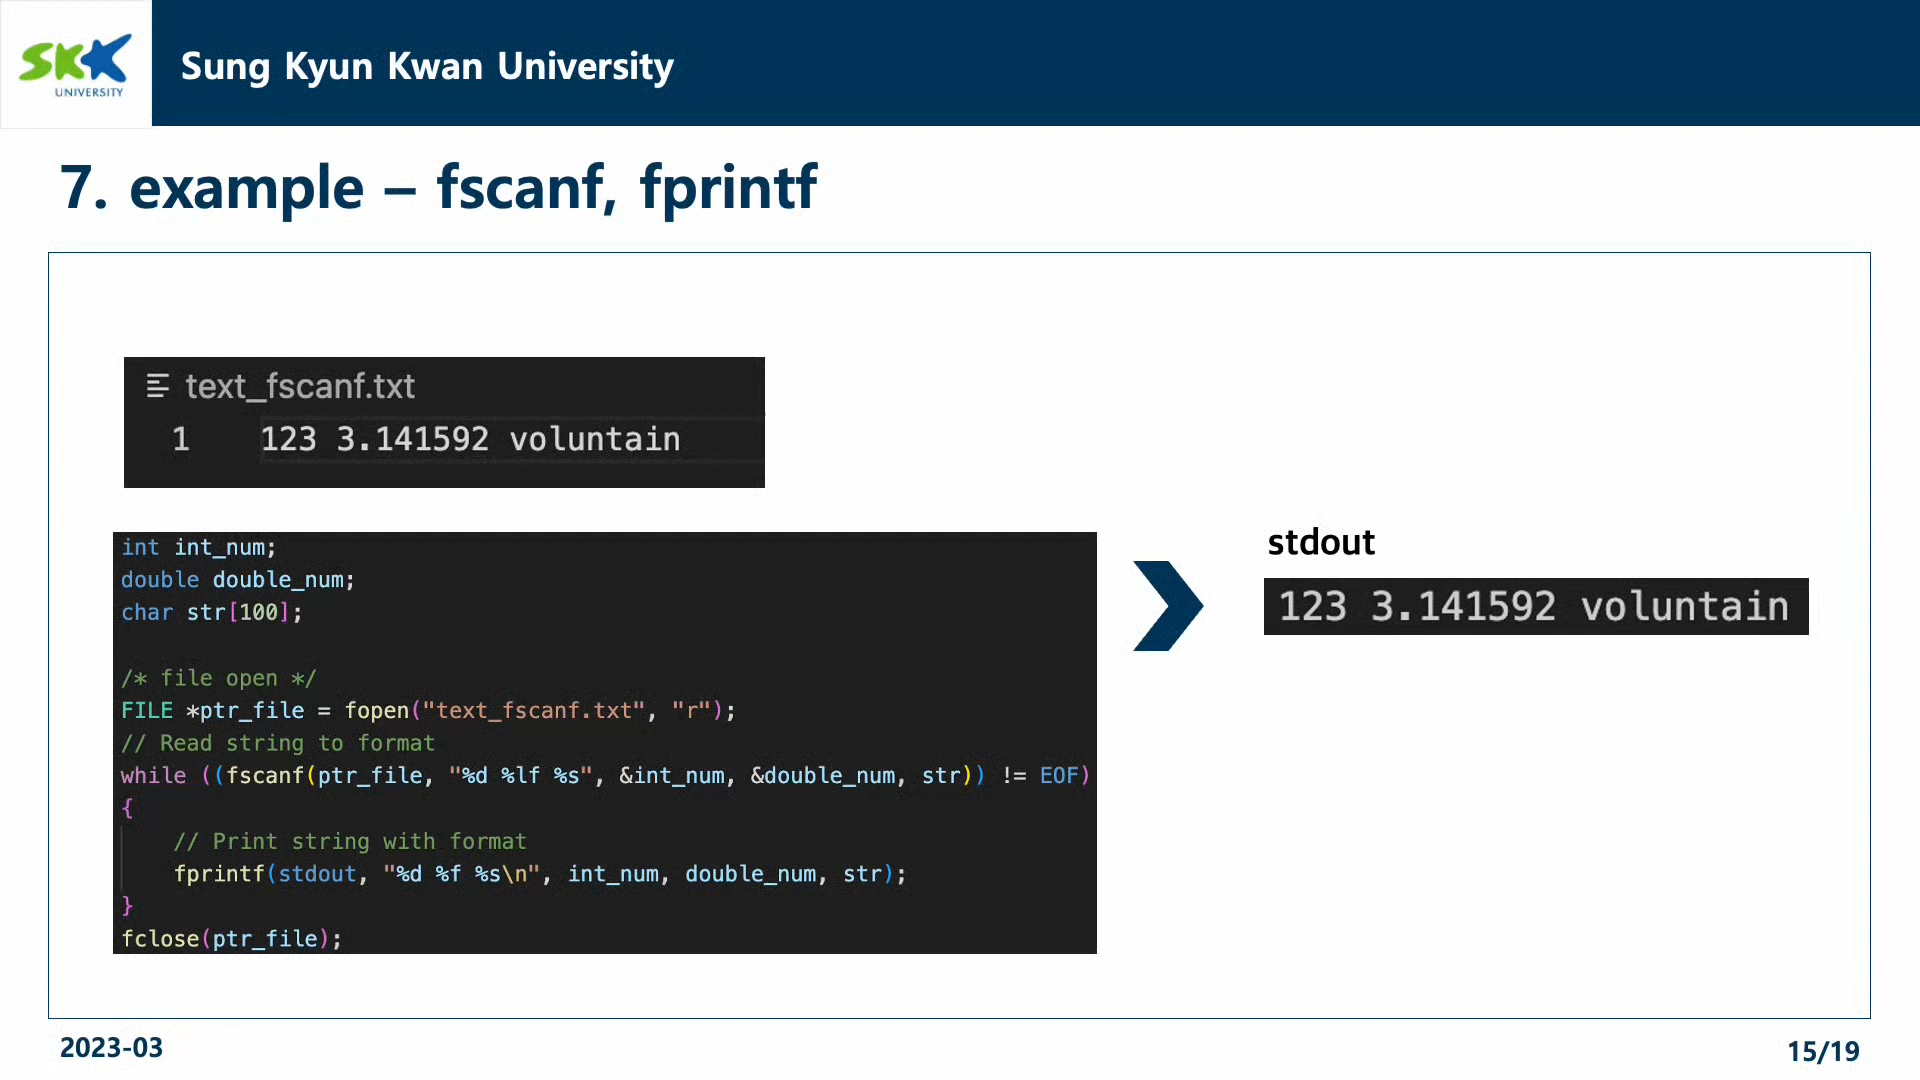 SKK
UNIVERSITY
Sung Kyun Kwan University
7. example – fscanf, fprintf
text_fscanf.txt
1 123 3.141592 voluntain
int int_num;
double double_num;
char str[100];
/* file open */
FILE *ptr_file = fopen("text_fscanf.txt", "r");
// Read string to format
while ((fscanf(ptr_file, "%d %lf %s", &int_num, &double_num, str)) != EOF)
{
    // Print string with format
    fprintf(stdout, "%d %f %s\n", int_num, double_num, str);
}
fclose(ptr_file);
stdout
123 3.141592 voluntain
2023-03
15/19